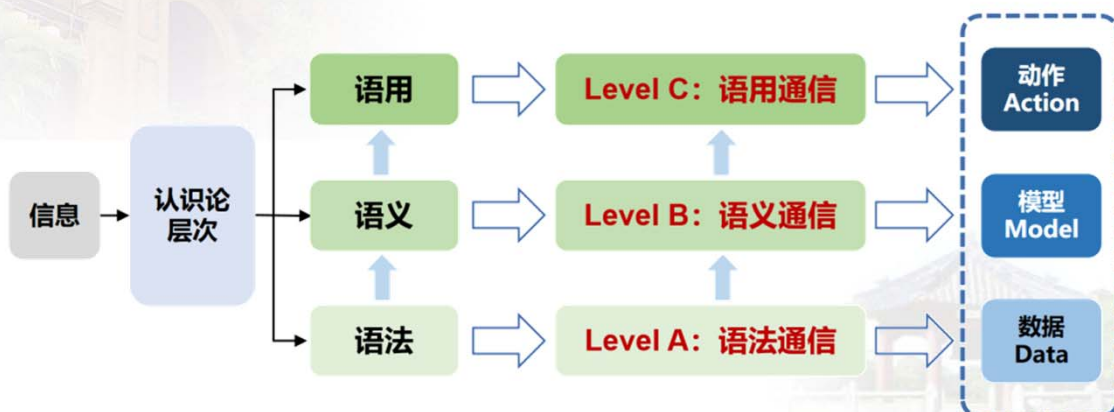 信息
认识论
层次
语用
Level C：语用通信
动作
Action
语义
Level B：语义通信
模型
Model
语法
Level A：语法通信
数据
Data